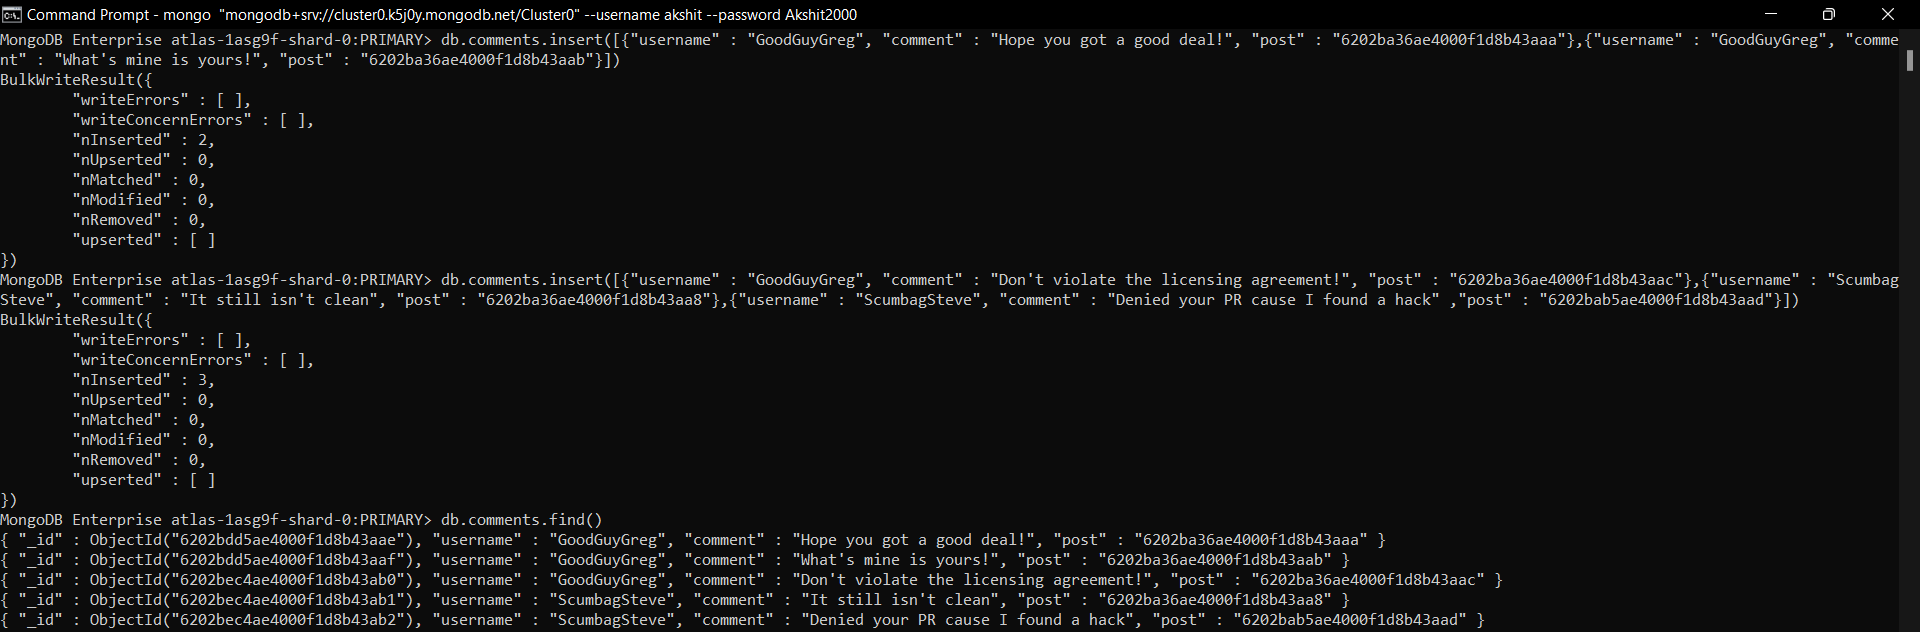 Command Prompt - mongo  "mongodb+srv://cluster0.k5j0y.mongodb.net/Cluster0" --username akshit --password Akshit2000
MongoDB Enterprise atlas-1asg9f-shard-0:PRIMARY> db.comments.insert([{"username" : "GoodGuyGreg", "comment" : "Hope you got a good deal!", "post" : "6202ba36ae4000f1d8b43aaa"},{"username" : "GoodGuyGreg", "comme
nt" : "What's mine is yours!", "post" : "6202ba36ae4000f1d8b43aab"}])
BulkWriteResult({
        "writeErrors" : [ ],
        "writeConcernErrors" : [ ],
        "nInserted" : 2,
        "nUpserted" : 0,
        "nMatched" : 0,
        "nModified" : 0,
        "nRemoved" : 0,
        "upserted" : [ ]
})
MongoDB Enterprise atlas-1asg9f-shard-0:PRIMARY> db.comments.insert([{"username" : "GoodGuyGreg", "comment" : "Don't violate the licensing agreement!", "post" : "6202ba36ae4000f1d8b43aac"},{"username" : "Scumbag
Steve", "comment" : "It still isn't clean", "post" : "6202ba36ae4000f1d8b43aa8"},{"username" : "ScumbagSteve", "comment" : "Denied your PR cause I found a hack" ,"post" : "6202bab5ae4000f1d8b43aad"}])
BulkWriteResult({
        "writeErrors" : [ ],
        "writeConcernErrors" : [ ],
        "nInserted" : 3,
        "nUpserted" : 0,
        "nMatched" : 0,
        "nModified" : 0,
        "nRemoved" : 0,
        "upserted" : [ ]
})
MongoDB Enterprise atlas-1asg9f-shard-0:PRIMARY> db.comments.find()
{ "_id" : ObjectId("6202bdd5ae4000f1d8b43aae"), "username" : "GoodGuyGreg", "comment" : "Hope you got a good deal!", "post" : "6202ba36ae4000f1d8b43aaa" }
{ "_id" : ObjectId("6202bdd5ae4000f1d8b43aaf"), "username" : "GoodGuyGreg", "comment" : "What's mine is yours!", "post" : "6202ba36ae4000f1d8b43aab" }
{ "_id" : ObjectId("6202bec4ae4000f1d8b43ab0"), "username" : "GoodGuyGreg", "comment" : "Don't violate the licensing agreement!", "post" : "6202ba36ae4000f1d8b43aac" }
{ "_id" : ObjectId("6202bec4ae4000f1d8b43ab1"), "username" : "ScumbagSteve", "comment" : "It still isn't clean", "post" : "6202ba36ae4000f1d8b43aa8" }
{ "_id" : ObjectId("6202bec4ae4000f1d8b43ab2"), "username" : "ScumbagSteve", "comment" : "Denied your PR cause I found a hack", "post" : "6202bab5ae4000f1d8b43aad" }